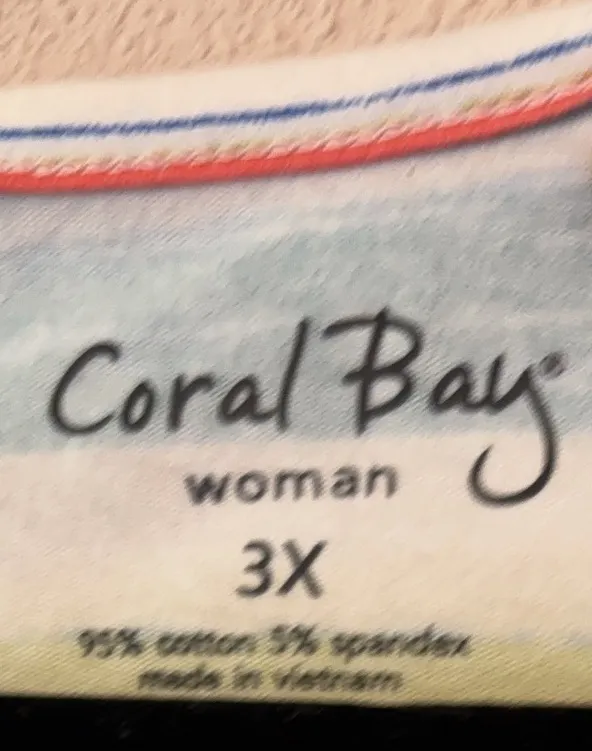 Coral Bay®
woman
3X
95% cotton 5% spandex
made in vietnam